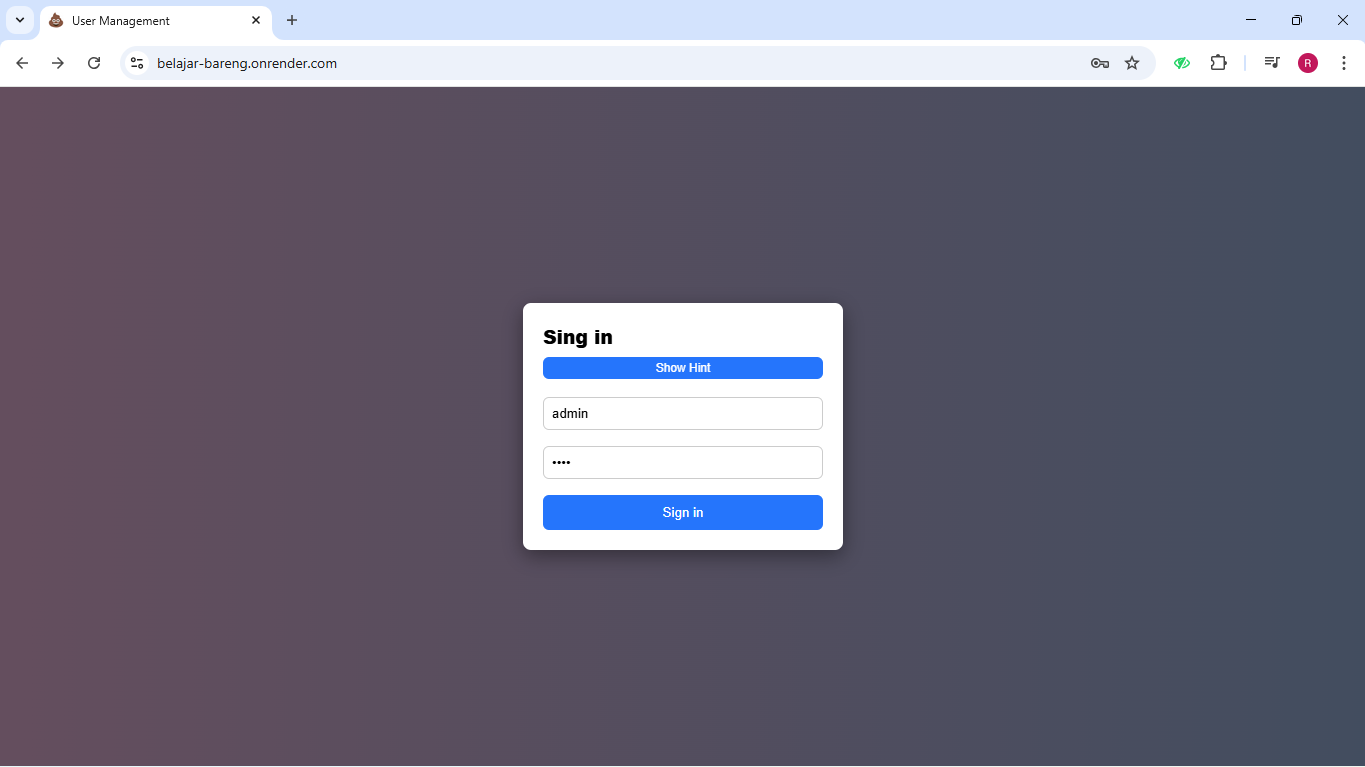 User Management
belajar-bareng.onrender.com
R
Sing in
Show Hint
admin
••••
Sign in